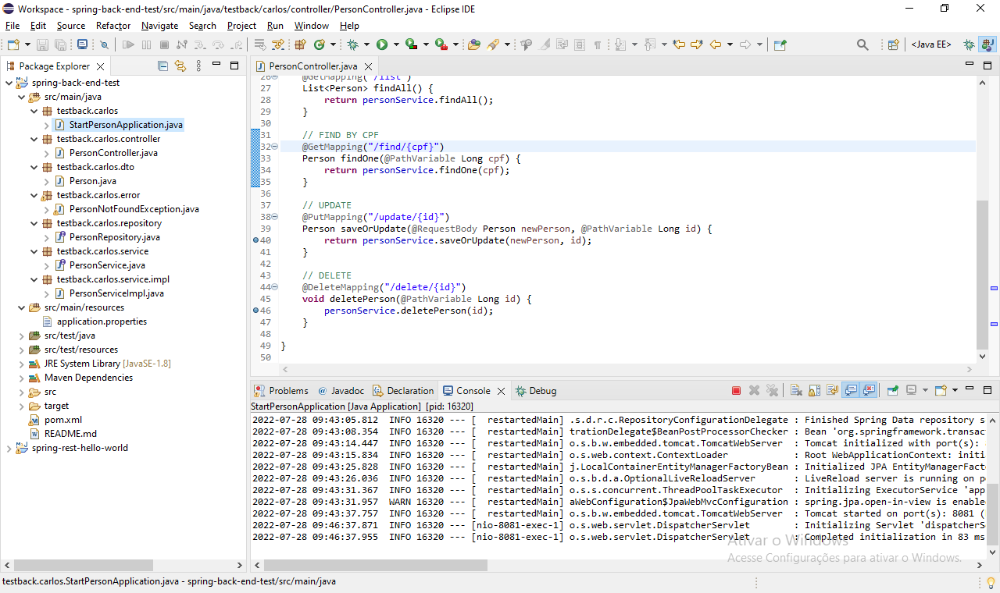 Workspace - spring-back-end-test/src/main/java/testback/carlos/controller/PersonController.java - Eclipse IDE
File Edit Source Refactor Navigate Search Project Run Window Help
<Java EE>
Package Explorer
spring-back-end-test
src/main/java
testback.carlos
StartPersonApplication.java
testback.carlos.controller
PersonController.java
testback.carlos.dto
Person.java
testback.carlos.error
PersonNotFoundException.java
testback.carlos.repository
PersonRepository.java
testback.carlos.service
PersonService.java
testback.carlos.service.impl
PersonServiceImpl.java
src/main/resources
application.properties
src/test/java
src/test/resources
JRE System Library [JavaSE-1.8]
Maven Dependencies
src
target
pom.xml
README.md
spring-rest-hello-world
PersonController.java
26 @GetMapping("/list")
27 List<Person> findAll() {
28 return personService.findAll();
29 }
30
31 // FIND BY CPF
32 @GetMapping("/find/{cpf}")
33 Person findOne(@PathVariable Long cpf) {
34 return personService.findOne(cpf);
35 }
36
37 // UPDATE
38 @PutMapping("/update/{id}")
39 Person saveOrUpdate(@RequestBody Person newPerson, @PathVariable Long id) {
40 return personService.saveOrUpdate(newPerson, id);
41 }
42
43 // DELETE
44 @DeleteMapping("/delete/{id}")
45 void deletePerson(@PathVariable Long id) {
46 personService.deletePerson(id);
47 }
48
49 }
50
Problems @ Javadoc Declaration Console Debug
StartPersonApplication [Java Application] [pid: 16320]
2022-07-28 09:43:05.812 INFO 16320 --- [ restartedMain] .s.d.r.c.RepositoryConfigurationDelegate : Finished Spring Data repository s
2022-07-28 09:43:08.354 INFO 16320 --- [ restartedMain] trationDelegate$BeanPostProcessorChecker : Bean 'org.springframework.transac
2022-07-28 09:43:14.447 INFO 16320 --- [ restartedMain] o.s.b.w.embedded.tomcat.TomcatWebServer : Tomcat initialized with port(s):
2022-07-28 09:43:15.834 INFO 16320 --- [ restartedMain] o.s.web.context.ContextLoader : Root WebApplicationContext: initi
2022-07-28 09:43:25.828 INFO 16320 --- [ restartedMain] j.LocalContainerEntityManagerFactoryBean : Initialized JPA EntityManagerFact
2022-07-28 09:43:26.036 INFO 16320 --- [ restartedMain] o.s.b.d.a.OptionalLiveReloadServer : LiveReload server is running on p
2022-07-28 09:43:31.367 INFO 16320 --- [ restartedMain] o.s.s.concurrent.ThreadPoolTaskExecutor : Initializing ExecutorService 'app
2022-07-28 09:43:31.957 WARN 16320 --- [ restartedMain] aWebConfiguration$JpaWebMvcConfiguration : spring.jpa.open-in-view is enable
2022-07-28 09:43:37.757 INFO 16320 --- [ restartedMain] o.s.b.w.embedded.tomcat.TomcatWebServer : Tomcat started on port(s): 8081 (
2022-07-28 09:46:37.871 INFO 16320 --- [nio-8081-exec-1] o.s.web.servlet.DispatcherServlet : Initializing Servlet 'dispatcherS
2022-07-28 09:46:37.955 INFO 16320 --- [nio-8081-exec-1] o.s.web.servlet.DispatcherServlet : Completed initialization in 83 ms
Ativar o Windows
Acesse Configurações para ativar o Windows.
testback.carlos.StartPersonApplication.java - spring-back-end-test/src/main/java